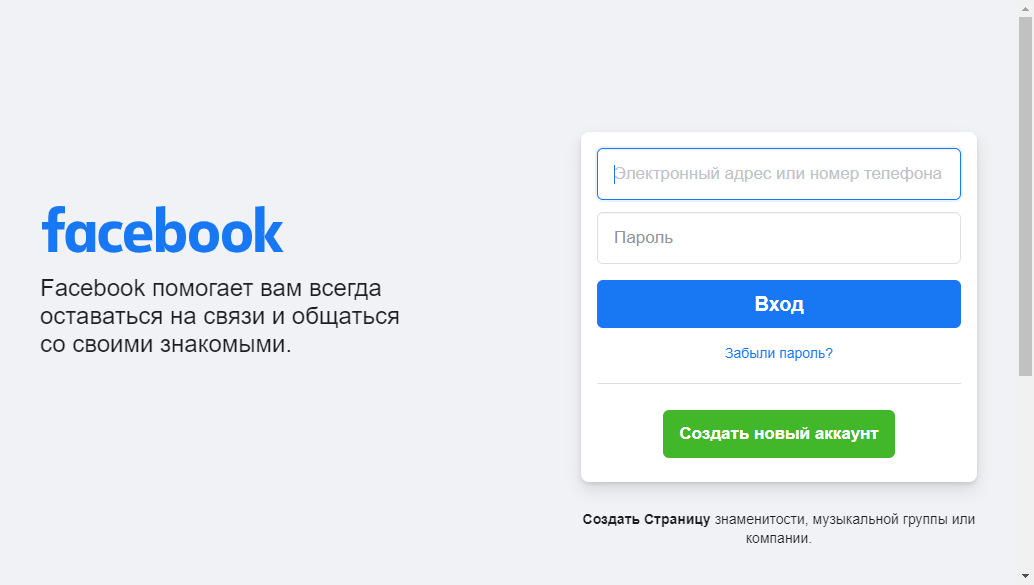 facebook
Facebook помогает вам всегда
оставаться на связи и общаться
со своими знакомыми.
Электронный адрес или номер телефона
Пароль
Вход
Забыли пароль?
Создать новый аккаунт
Создать Страницу знаменитости, музыкальной группы или
компании.